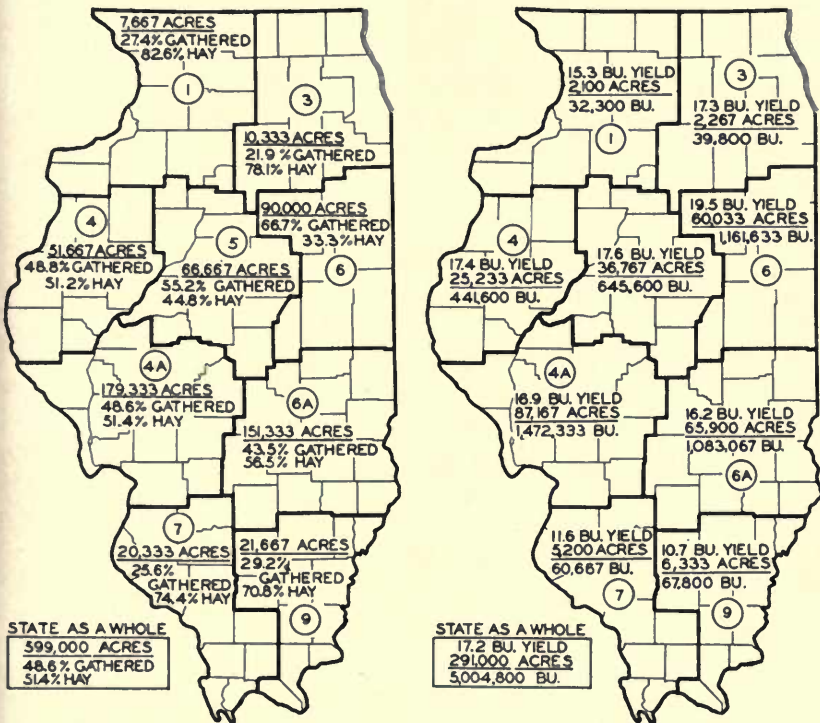 7,667 ACRES
27.4% GATHERED
82.6% HAY
1
3
10,333 ACRES
21.9 % GATHERED
78.1% HAY
90,000 ACRES
66.7% GATHERED
33.3% HAY
6
4
51,667 ACRES
48.8% GATHERED
51.2% HAY
5
66,667 ACRES
55.2% GATHERED
44.8% HAY
4A
179,333 ACRES
48.6% GATHERED
51.4% HAY
6A
151,333 ACRES
43.5% GATHERED
56.5% HAY
7
20,333 ACRES
25.6%
GATHERED
74.4% HAY
21,667 ACRES
29.2%
GATHERED
70.8% HAY
9
STATE AS A WHOLE
599,000 ACRES
48.6% GATHERED
51.4% HAY
15.3 BU. YIELD
2,100 ACRES
32,300 BU.
1
3
17.3 BU. YIELD
2,267 ACRES
39,800 BU.
19.5 BU. YIELD
60,033 ACRES
1,161,633 BU.
6
4
17.4 BU. YIELD
25,233 ACRES
441,600 BU.
17.6 BU. YIELD
36,767 ACRES
645,600 BU.
4A
16.9 BU. YIELD
87,167 ACRES
1,472,333 BU.
16.2 BU. YIELD
65,900 ACRES
1,083,067 BU.
6A
11.6 BU. YIELD
5,200 ACRES
60,667 BU.
7
10.7 BU. YIELD
6,333 ACRES
67,800 BU.
9
STATE AS A WHOLE
17.2 BU. YIELD
291,000 ACRES
5,004,800 BU.